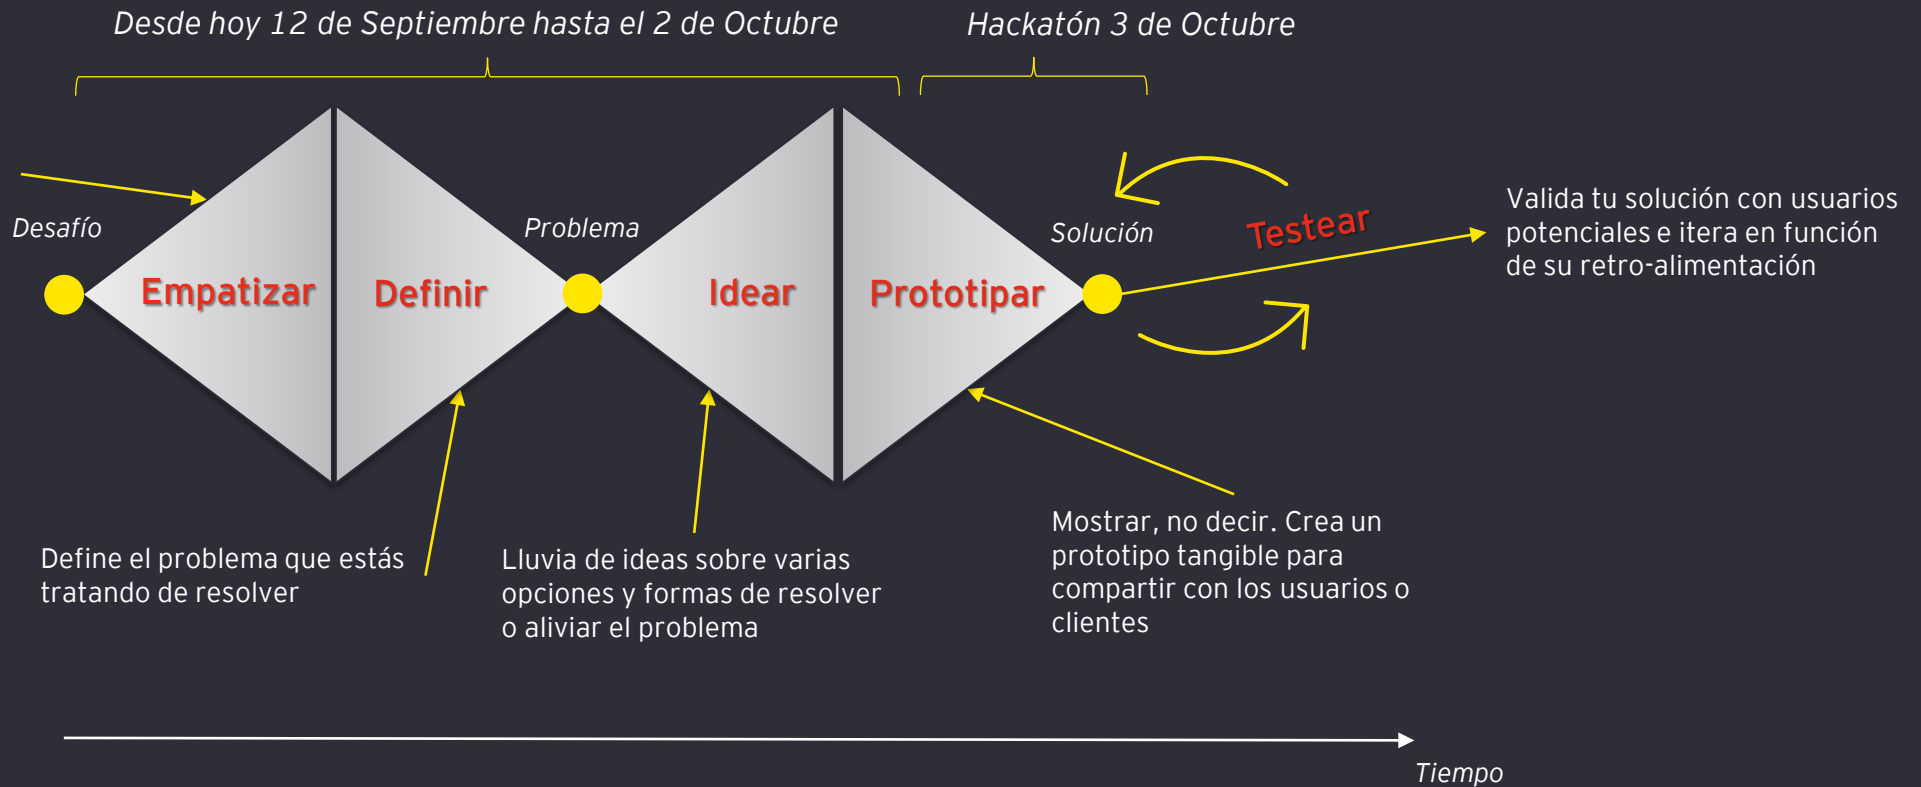 Desde hoy 12 de Septiembre hasta el 2 de Octubre
Hackatón 3 de Octubre
Desafío
Problema
Solución
Empatizar
Definir
Idear
Prototipar
Testear
Valida tu solución con usuarios
potenciales e itera en función
de su retro-alimentación
Define el problema que estás
tratando de resolver
Lluvia de ideas sobre varias
opciones y formas de resolver
o aliviar el problema
Mostrar, no decir. Crea un
prototipo tangible para
compartir con los usuarios o
clientes
Tiempo